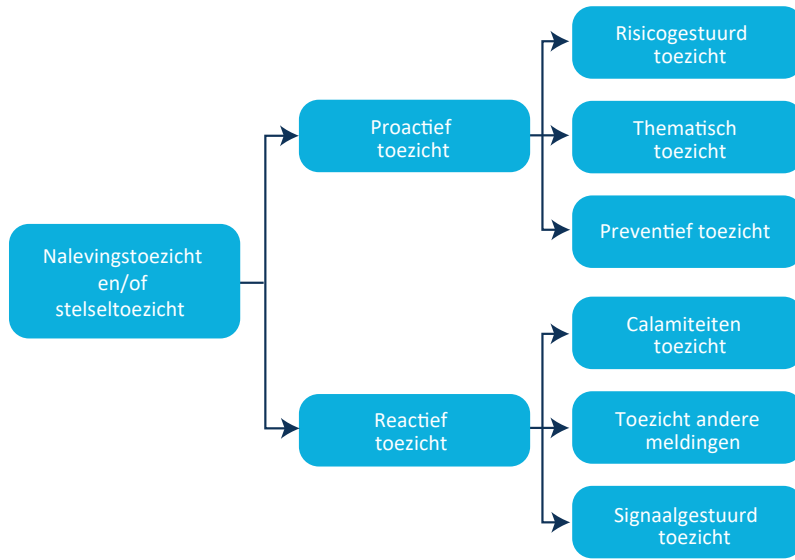 Nalevingstoezicht
en/of
stelseltoezicht
Proactief
toezicht
Risicogestuurd
toezicht
Thematisch
toezicht
Preventief toezicht
Reactief
toezicht
Calamiteiten
toezicht
Toezicht andere
meldingen
Signaalgestuurd
toezicht